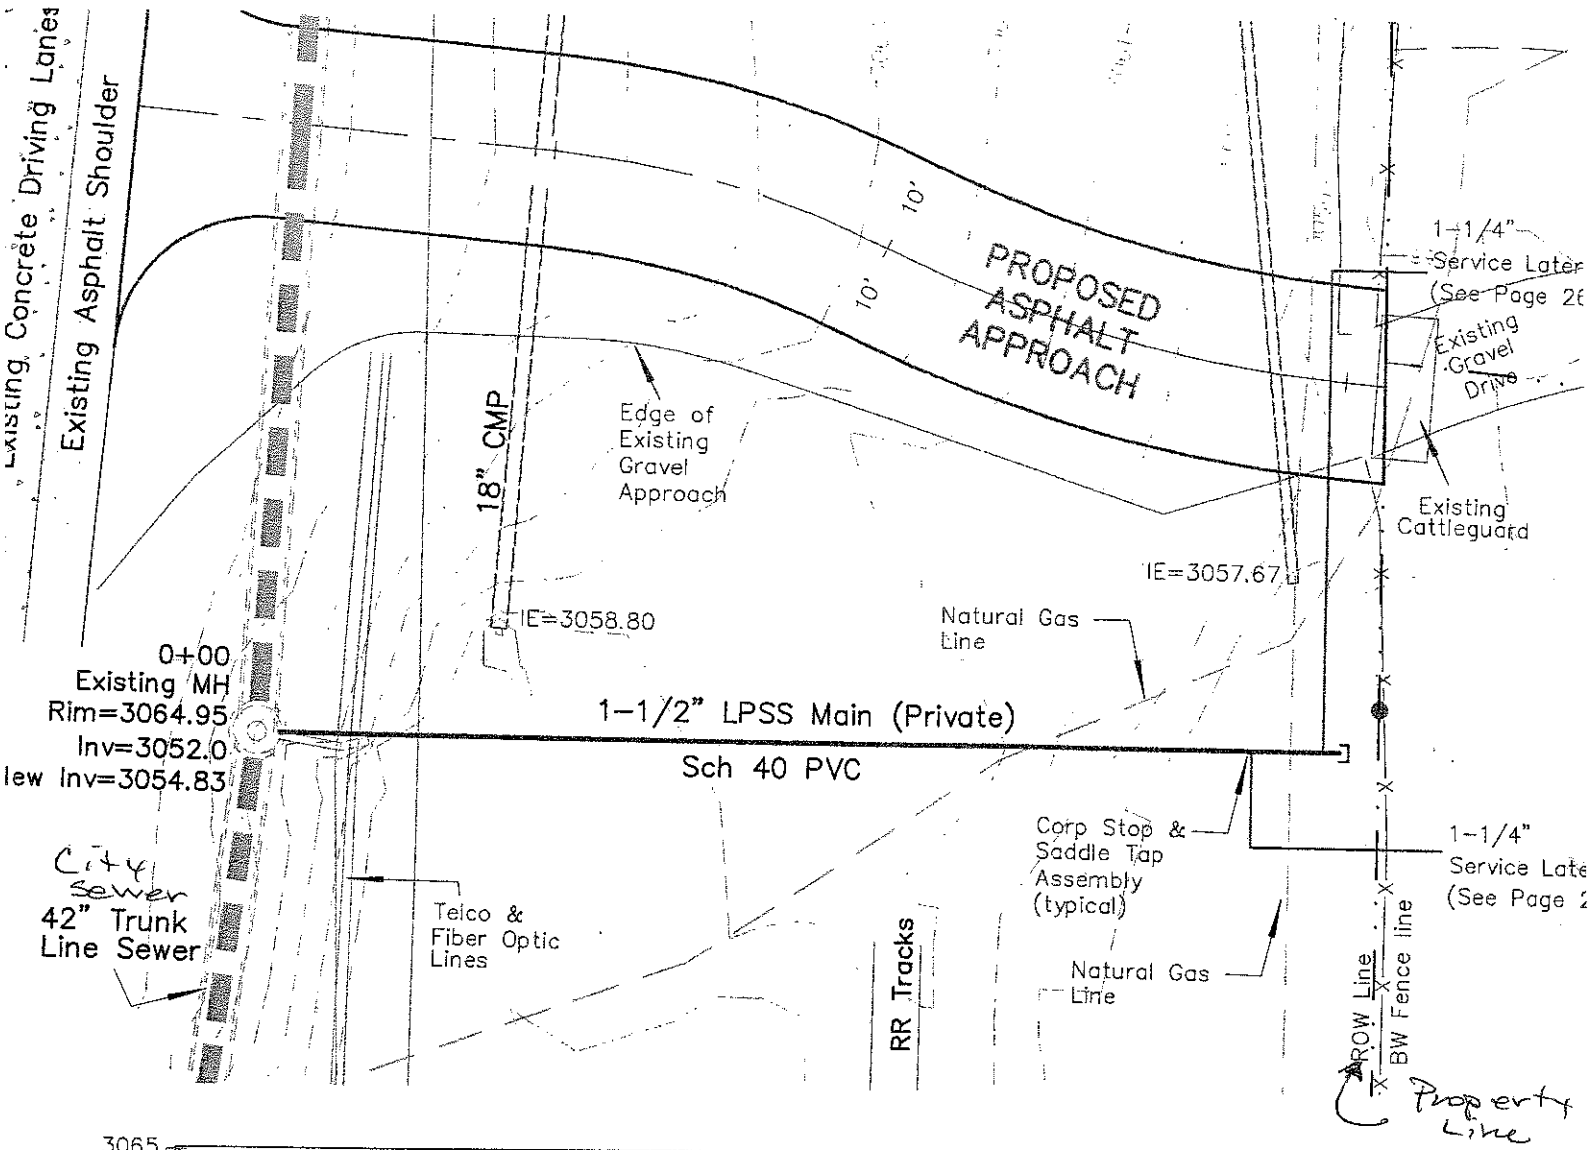 Existing Concrete Driving Lanes
Existing Asphalt Shoulder
10'
10'
PROPOSED
ASPHALT
APPROACH
1-1/4"
Service Later
(See Page 26
Existing
Gravel
Drive
18" CMP
Edge of
Existing
Gravel
Approach
Existing
Cattleguard
IE=3057.67
IE=3058.80
Natural Gas
Line
0+00
Existing MH
Rim=3064.95
Inv=3052.0
lew Inv=3054.83
1-1/2" LPSS Main (Private)
Sch 40 PVC
Corp Stop &
Saddle Tap
Assembly
(typical)
1-1/4"
Service Late
(See Page 2
City
Sewer
42" Trunk
Line Sewer
Telco &
Fiber Optic
Lines
RR Tracks
Natural Gas
Line
ROW Line
BW Fence line
Property
Line
3065